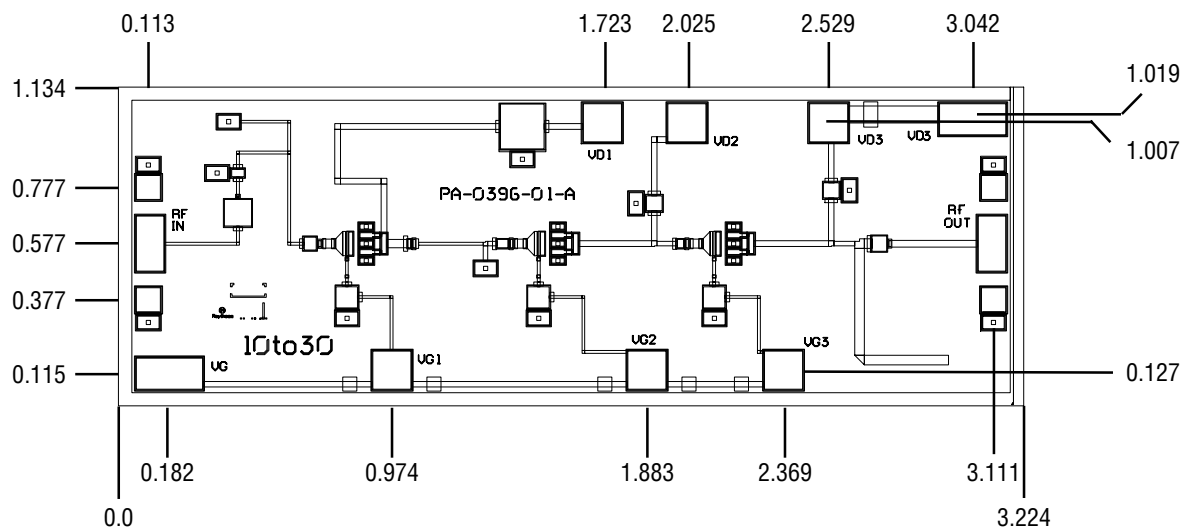 0.113 1.723 2.025 2.529 3.042
1.134
1.019
VD1
VD2
VD3
VD3
1.007
0.777
PA-0396-01-A
RF
IN
RF
OUT
0.577
0.377
10to30
VG
VG1
VG2
VG3
0.115
0.127
0.182 0.974 1.883 2.369 3.111
0.0 3.224